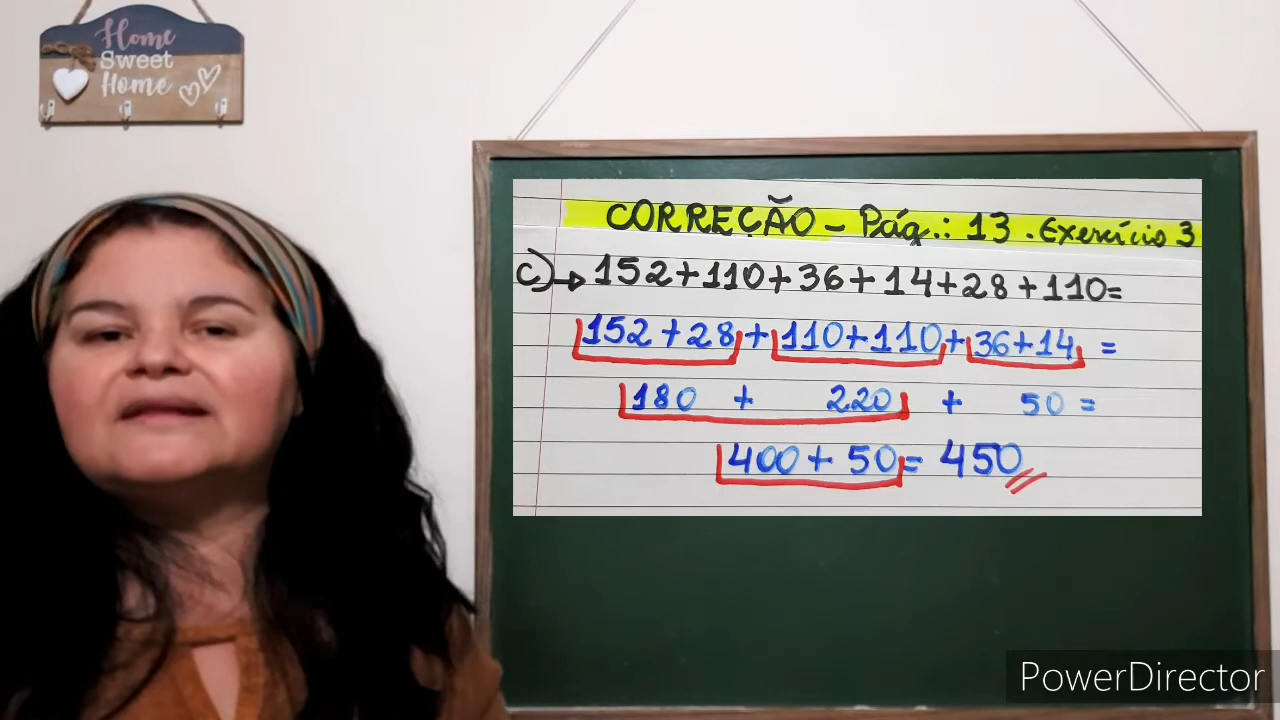 Home
Sweet
Home
CORREÇÃO - Pág.: 13 . Exercício 3
c)→ 152+110+36+14+28+110=
152+28+110+110+36+14 =
180 + 220 + 50 =
400+50= 450
PowerDirector